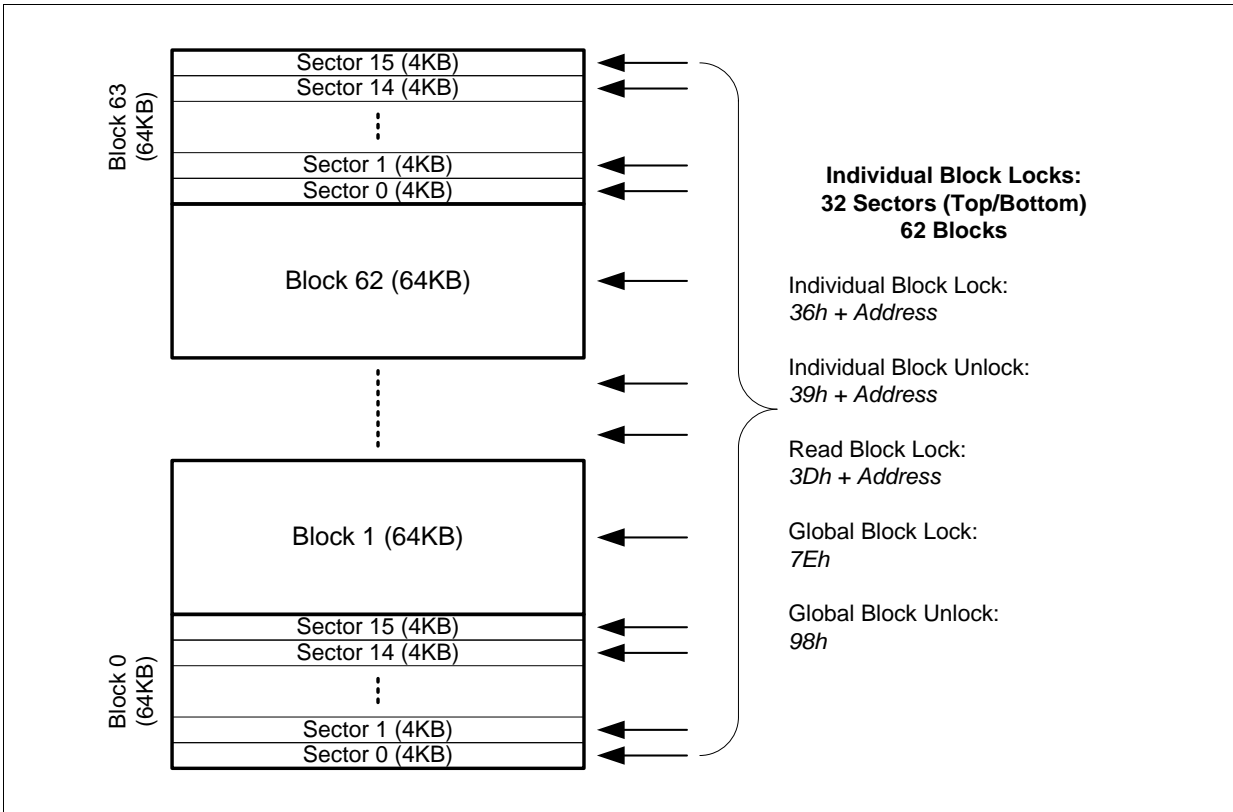 Block 63
(64KB)
Sector 15 (4KB)
Sector 14 (4KB)
Sector 1 (4KB)
Sector 0 (4KB)
Block 62 (64KB)
Block 1 (64KB)
Block 0
(64KB)
Sector 15 (4KB)
Sector 14 (4KB)
Sector 1 (4KB)
Sector 0 (4KB)
Individual Block Locks:
32 Sectors (Top/Bottom)
62 Blocks
Individual Block Lock:
36h + Address
Individual Block Unlock:
39h + Address
Read Block Lock:
3Dh + Address
Global Block Lock:
7Eh
Global Block Unlock:
98h